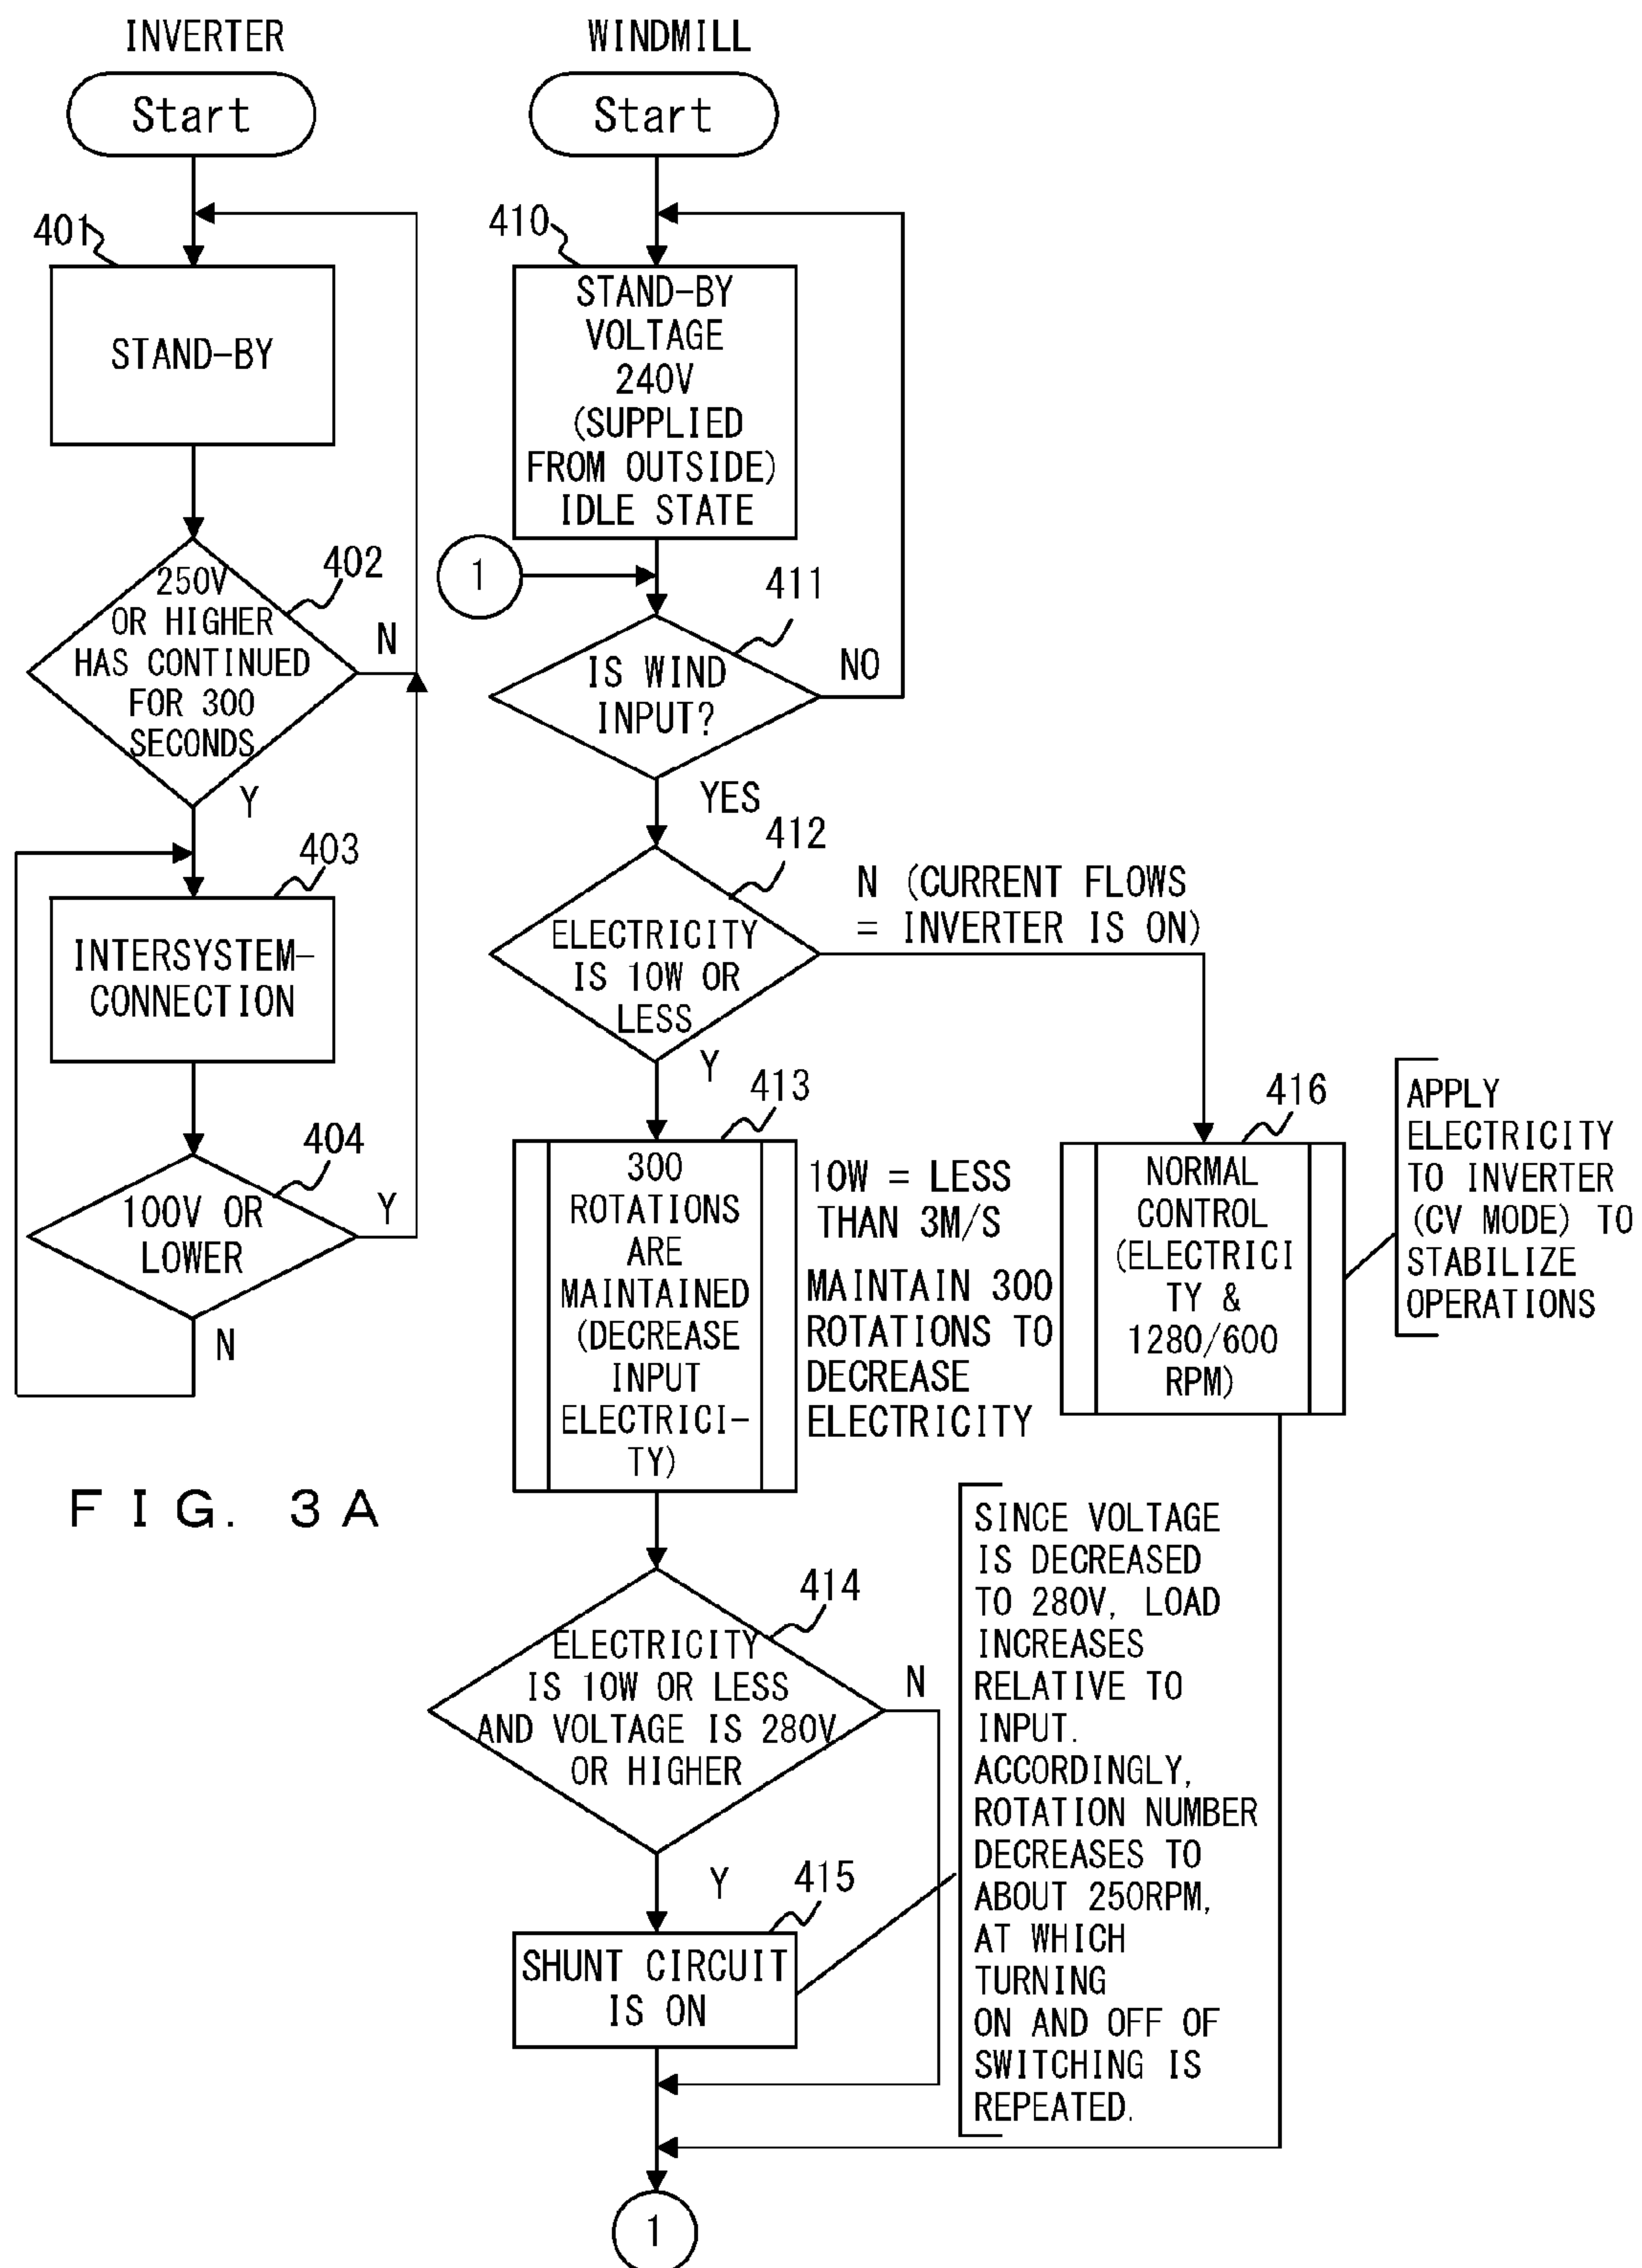 INVERTER
Start
401
STAND-BY
402
250V
OR HIGHER
HAS CONTINUED
FOR 300
SECONDS
N
Y
403
INTERSYSTEM-
CONNECTION
404
100V OR
LOWER
Y
N
FIG. 3A
WINDMILL
Start
410
STAND-BY
VOLTAGE
240V
(SUPPLIED
FROM OUTSIDE)
IDLE STATE
1
411
IS WIND
INPUT?
NO
YES
412
ELECTRICITY
IS 10W OR
LESS
N (CURRENT FLOWS
= INVERTER IS ON)
Y
413
300
ROTATIONS
ARE
MAINTAINED
(DECREASE
INPUT
ELECTRICI-
TY)
10W = LESS
THAN 3M/S
MAINTAIN 300
ROTATIONS TO
DECREASE
ELECTRICITY
416
NORMAL
CONTROL
(ELECTRICI
TY &
1280/600
RPM)
APPLY
ELECTRICITY
TO INVERTER
(CV MODE) TO
STABILIZE
OPERATIONS
414
ELECTRICITY
IS 10W OR LESS
AND VOLTAGE IS 280V
OR HIGHER
N
Y
415
SHUNT CIRCUIT
IS ON
SINCE VOLTAGE
IS DECREASED
TO 280V, LOAD
INCREASES
RELATIVE TO
INPUT.
ACCORDINGLY,
ROTATION NUMBER
DECREASES TO
ABOUT 250RPM,
AT WHICH
TURNING
ON AND OFF OF
SWITCHING IS
REPEATED.
1